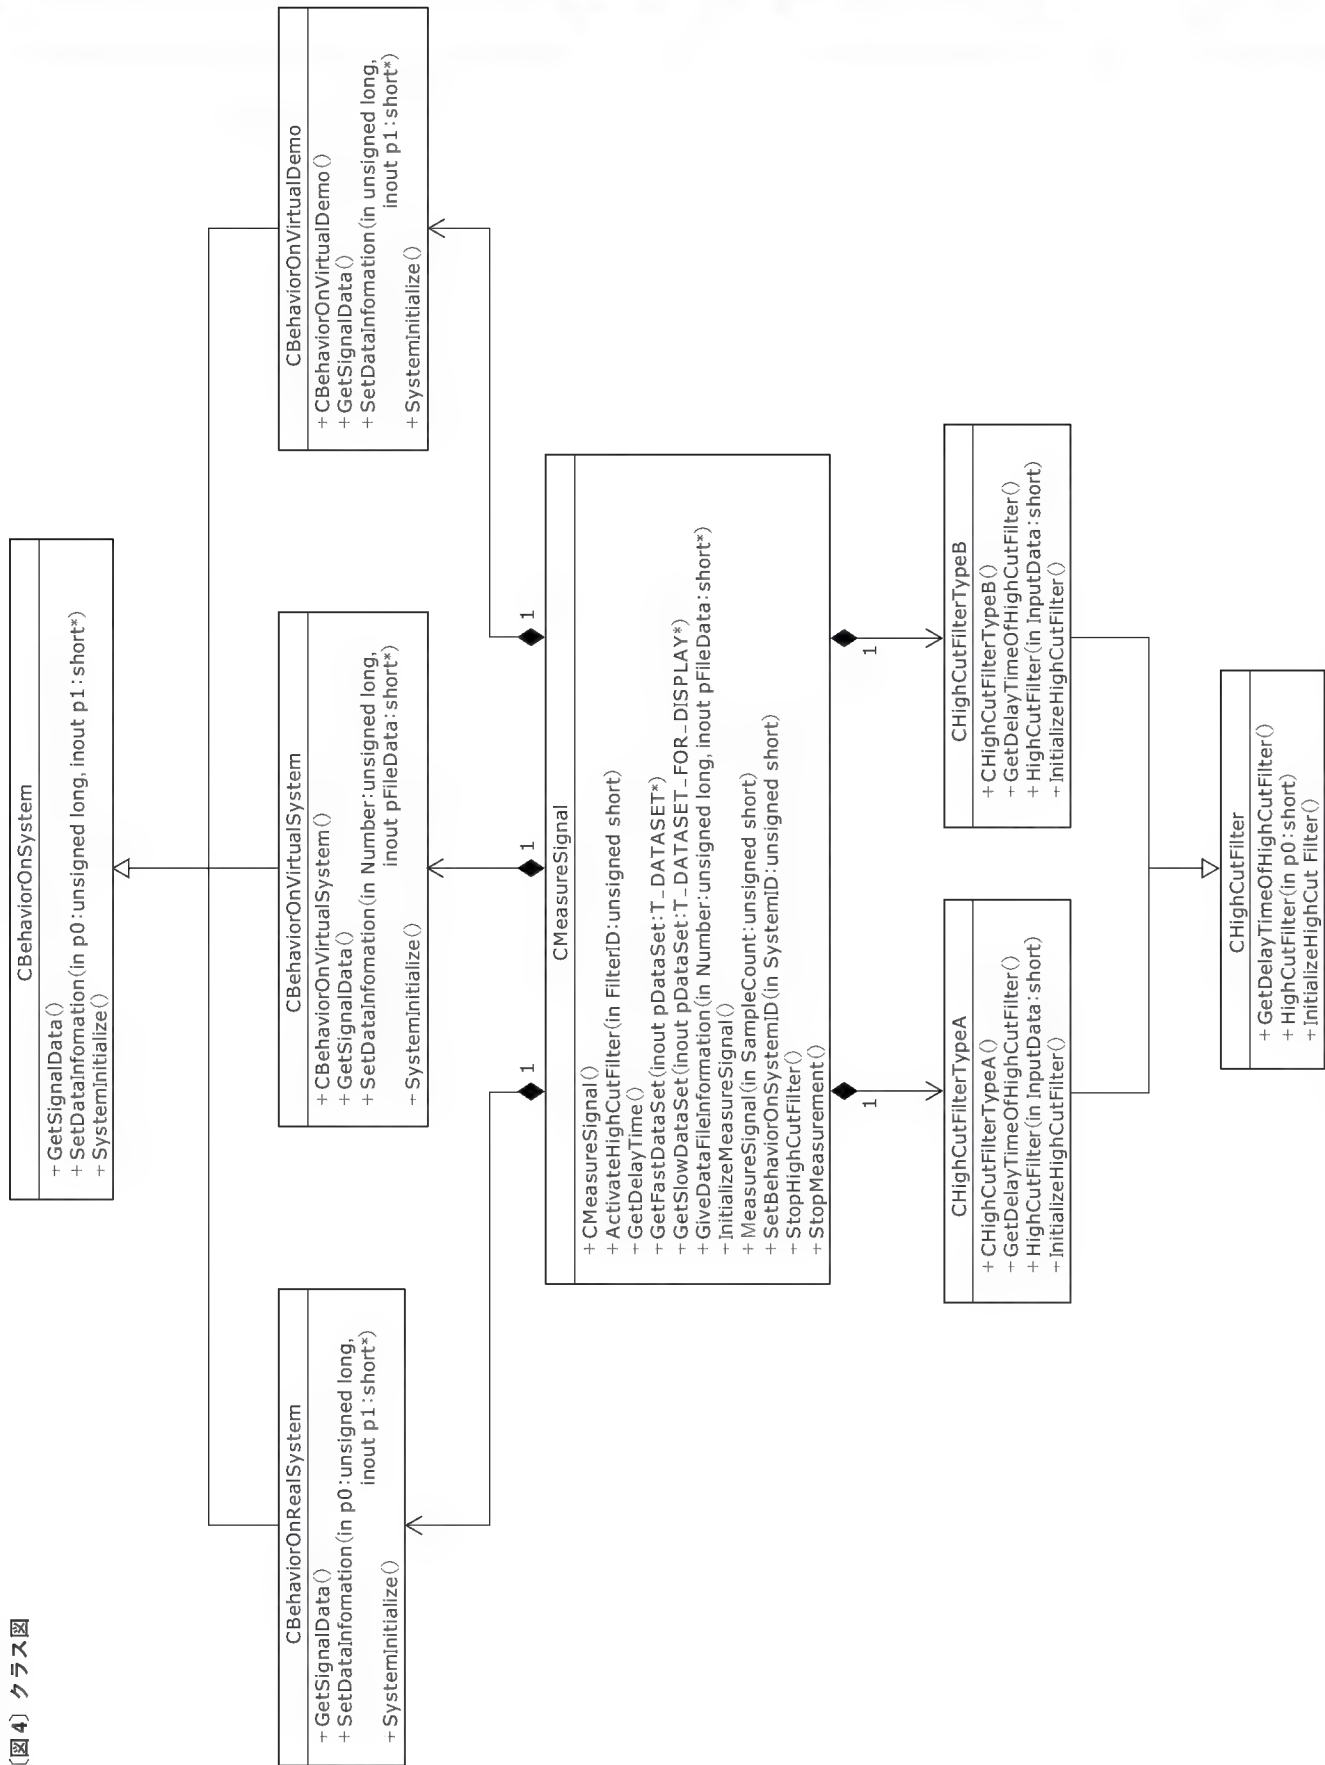 〔図4〕クラス図
CBehaviorOnSystem
+GetSignalData()
+SetDataInfomation(in p0:unsigned long, inout p1:short*)
+SystemInitialize()
CBehaviorOnRealSystem
+GetSignalData()
+SetDataInfomation(in p0:unsigned long,
inout p1:short*)
+SystemInitialize()
CBehaviorOnVirtualSystem
+CBehaviorOnVirtualSystem()
+GetSignalData()
+SetDataInfomation(in Number:unsigned long,
inout pFileData:short*)
+SystemInitialize()
CBehaviorOnVirtualDemo
+CBehaviorOnVirtualDemo()
+GetSignalData()
+SetDataInfomation(in unsigned long,
inout p1:short*)
+SystemInitialize()
1
1
1
CMeasureSignal
+CMeasureSignal()
+ActivateHighCutFilter(in FilterID:unsigned short)
+GetDelayTime()
+GetFastDataSet(inout pDataSet:T_DATASET*)
+GetSlowDataSet(inout pDataSet:T_DATASET_FOR_DISPLAY*)
+GiveDataFileInformation(in Number:unsigned long, inout pFileData:short*)
+InitializeMeasureSignal()
+MeasureSignal(in SampleCount:unsigned short)
+SetBehaviorOnSystemID(in SystemID:unsigned short)
+StopHighCutFilter()
+StopMeasurement()
1
1
CHighCutFilterTypeA
+CHighCutFilterTypeA()
+GetDelayTimeOfHighCutFilter()
+HighCutFilter(in InputData:short)
+InitializeHighCutFilter()
CHighCutFilterTypeB
+CHighCutFilterTypeB()
+GetDelayTimeOfHighCutFilter()
+HighCutFilter(in InputData:short)
+InitializeHighCutFilter()
CHighCutFilter
+GetDelayTimeOfHighCutFilter()
+HighCutFilter(in p0:short)
+InitializeHighCut Filter()